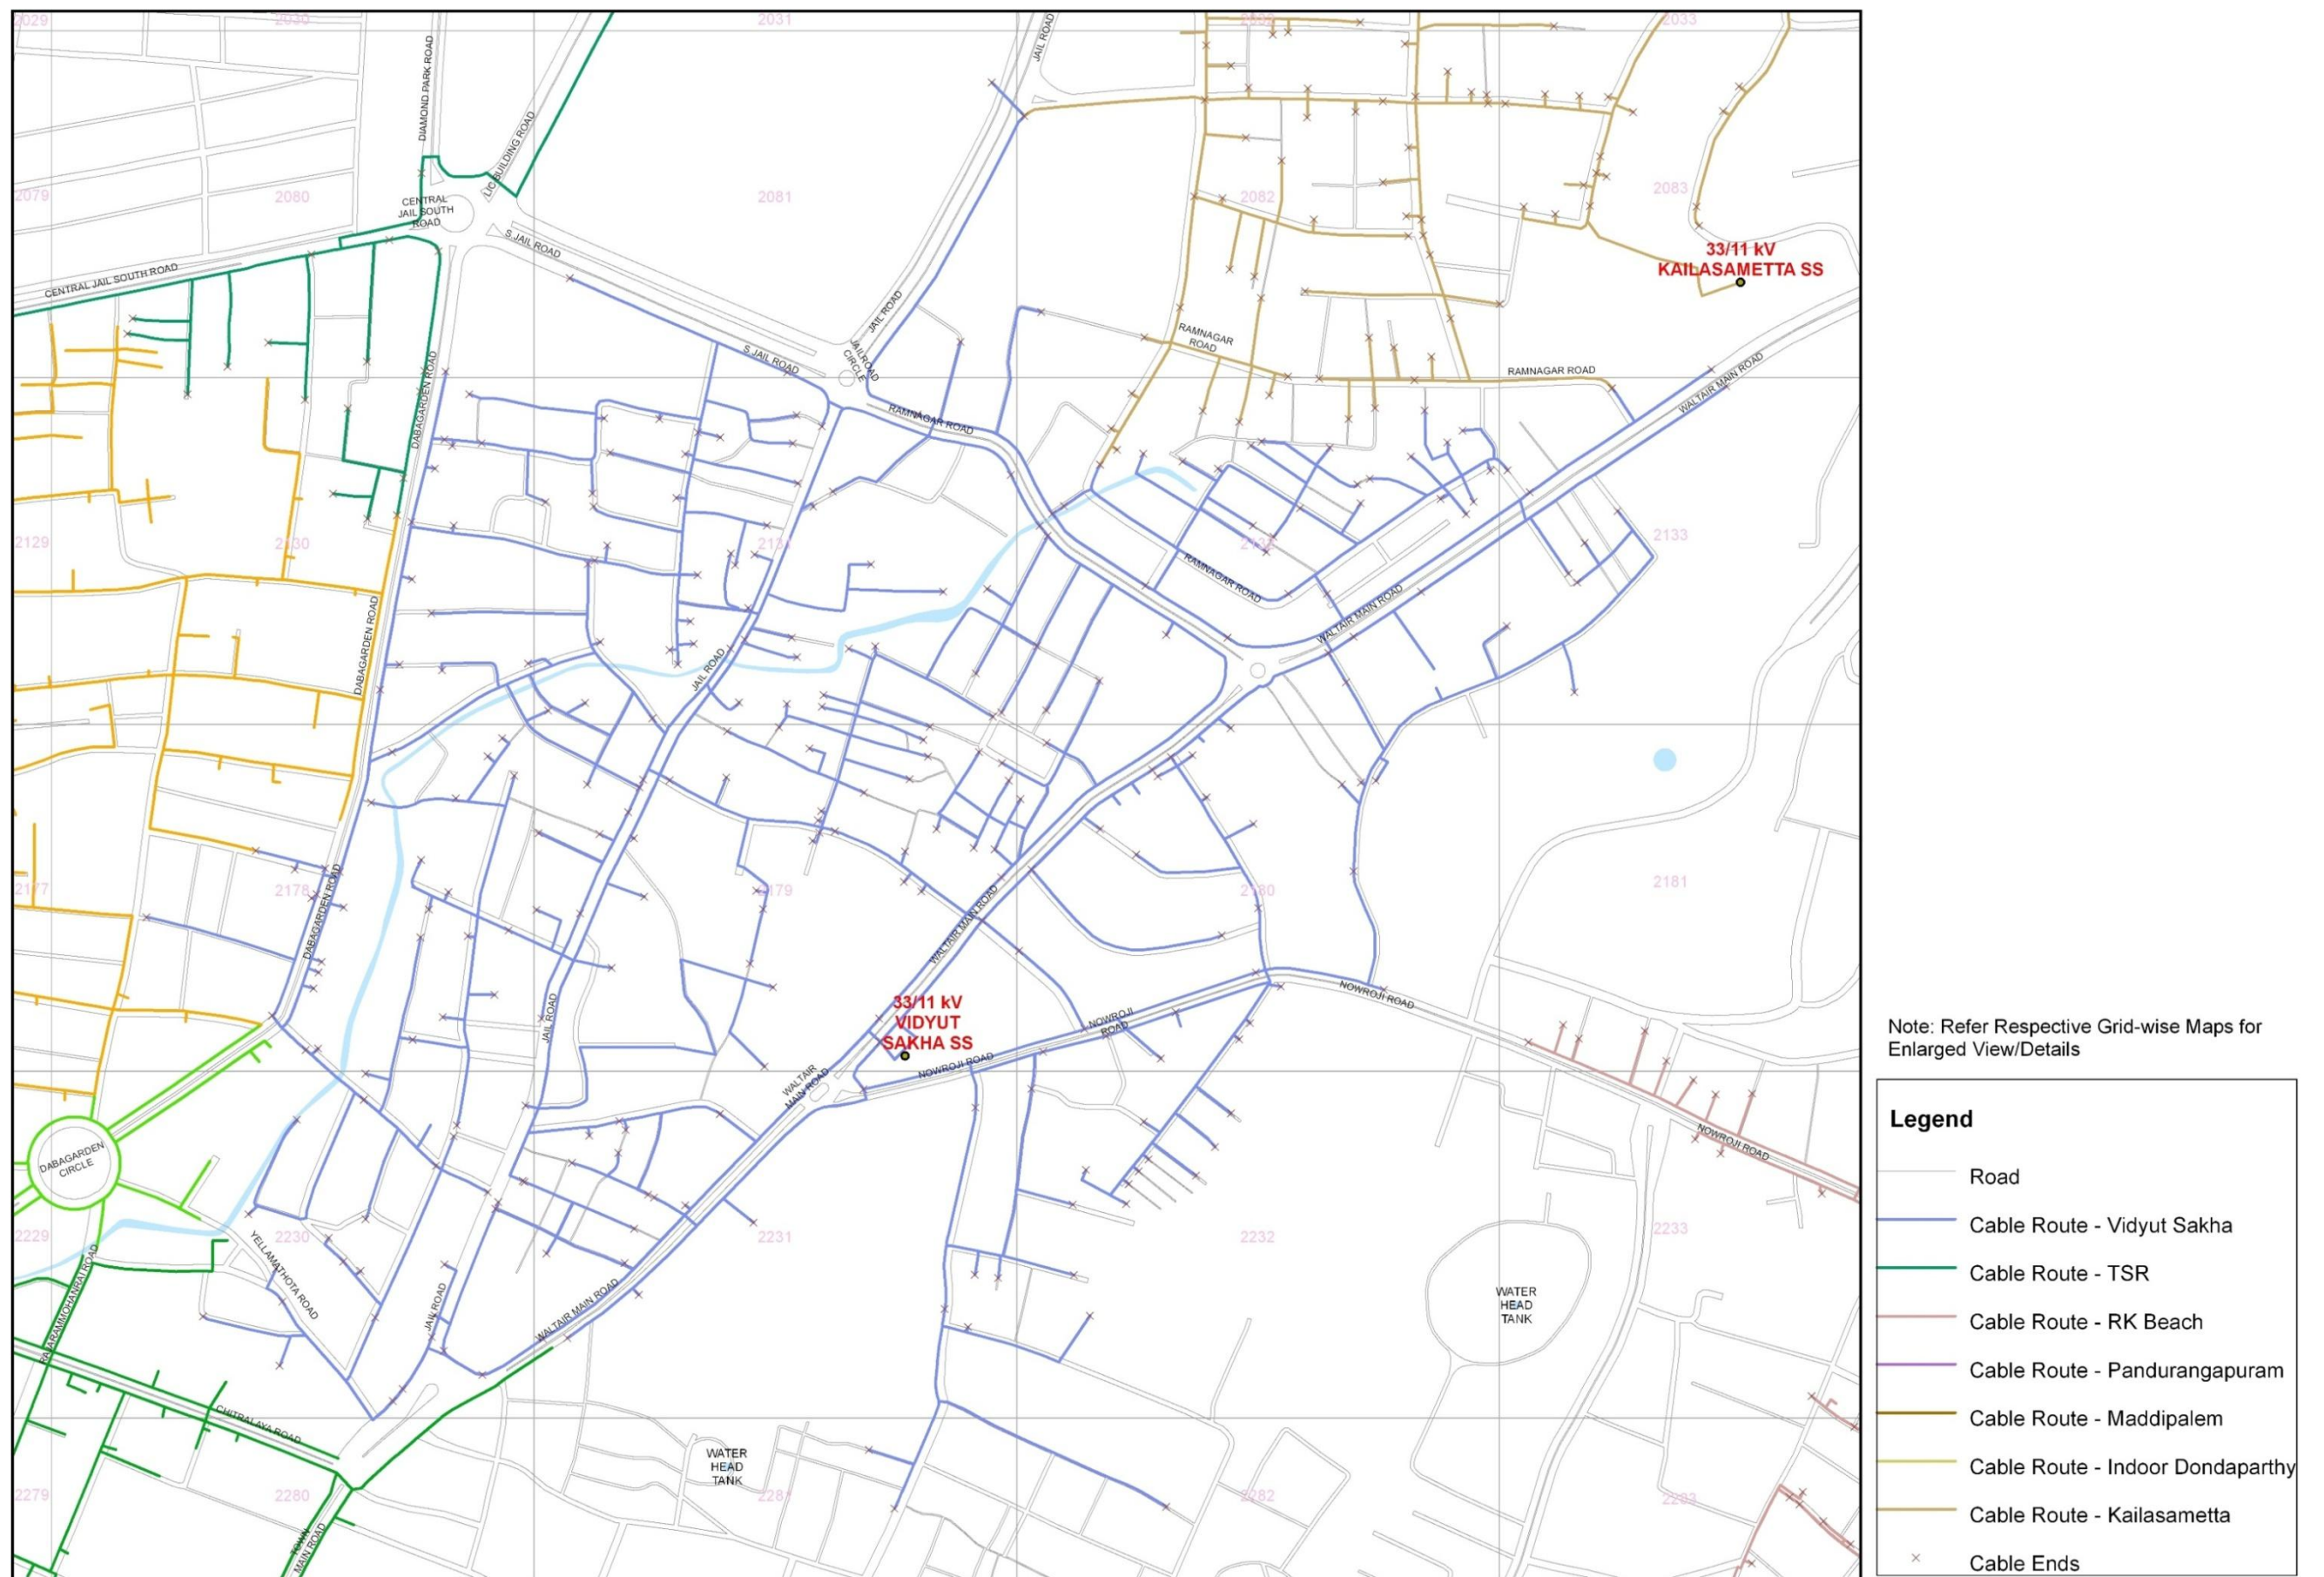 2029
2030
2031
2033
JAIL ROAD
DIAMOND PARK ROAD
LIC BUILDING ROAD
2079
2080
2081
2082
2083
CENTRAL
JAIL SOUTH
ROAD
S JAIL ROAD
33/11 kV
KAILASAMETTA SS
CENTRAL JAIL SOUTH ROAD
JAIL ROAD
JAILROAD
CIRCLE
S JAIL ROAD
RAMNAGAR
ROAD
RAMNAGAR ROAD
WALTAIR MAIN ROAD
DABAGARDEN ROAD
RAMNAGAR ROAD
2129
2130
2133
RAMNAGAR ROAD
WALTAIR MAIN ROAD
DABAGARDEN ROAD
JAIL ROAD
2177
2178
2179
2180
2181
DABAGARDEN ROAD
WALTAIR MAIN ROAD
JAIL ROAD
33/11 kV
VIDYUT
SAKHA SS
NOWROJI
ROAD
NOWROJI ROAD
NOWROJI ROAD
WALTAIR
MAIN ROAD
NOWROJI ROAD
DABAGARDEN
CIRCLE
2229
2230
2231
2232
2233
YELLAMATHOTA ROAD
RAJARAMMOHANRAI ROAD
JAIL ROAD
WALTAIR MAIN ROAD
WATER
HEAD
TANK
CHITRALAYA ROAD
WATER
HEAD
TANK
2279
2280
2281
2282
2283
TOWN
MAIN ROAD
Note: Refer Respective Grid-wise Maps for
Enlarged View/Details
Legend
Road
Cable Route - Vidyut Sakha
Cable Route - TSR
Cable Route - RK Beach
Cable Route - Pandurangapuram
Cable Route - Maddipalem
Cable Route - Indoor Dondaparthy
Cable Route - Kailasametta
Cable Ends